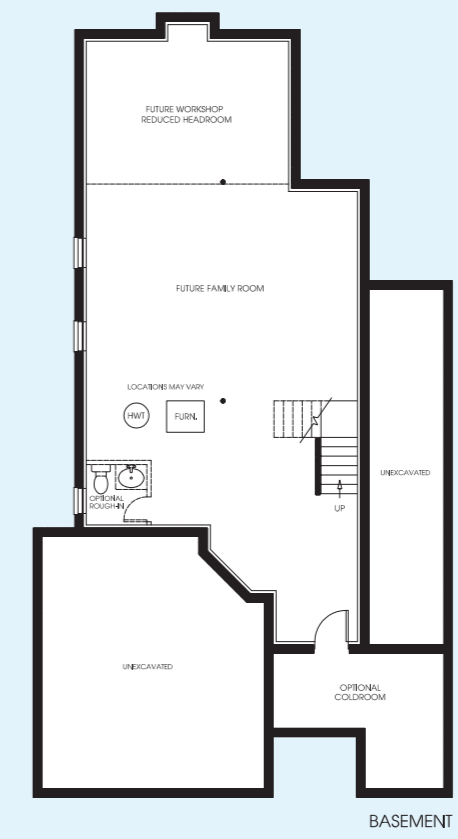 FUTURE WORKSHOP
REDUCED HEADROOM
FUTURE FAMILY ROOM
LOCATIONS MAY VARY
HWT
FURN.
OPTIONAL
ROUGH-IN
UP
UNEXCAVATED
UNEXCAVATED
OPTIONAL
COLDROOM
BASEMENT